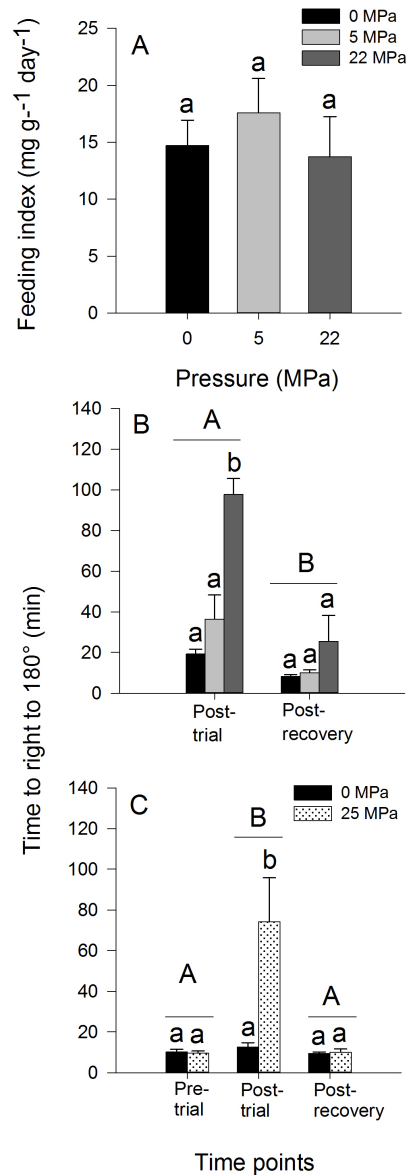 0 MPa
5 MPa
22 MPa
A
a a a
Feeding index (mg g-¹ day-¹)
25
20
15
10
5
0
0 5 22
Pressure (MPa)
Time to right to 180° (min)
B
A
B
a a b
a a a
140
120
100
80
60
40
20
0
Post-
trial
Post-
recovery
C
0 MPa
25 MPa
A
B
A
a a
a b
a a
140
120
100
80
60
40
20
0
Pre-
trial
Post-
trial
Post-
recovery
Time points